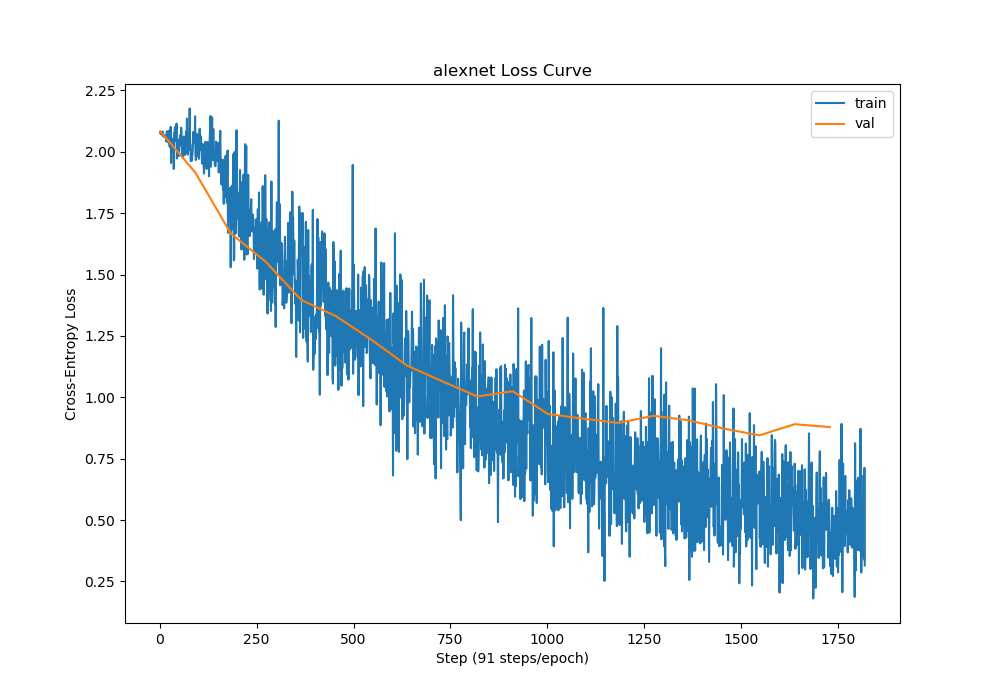 alexnet Loss Curve
train
val
Cross-Entropy Loss
2.25
2.00
1.75
1.50
1.25
1.00
0.75
0.50
0.25
0 250 500 750 1000 1250 1500 1750
Step (91 steps/epoch)